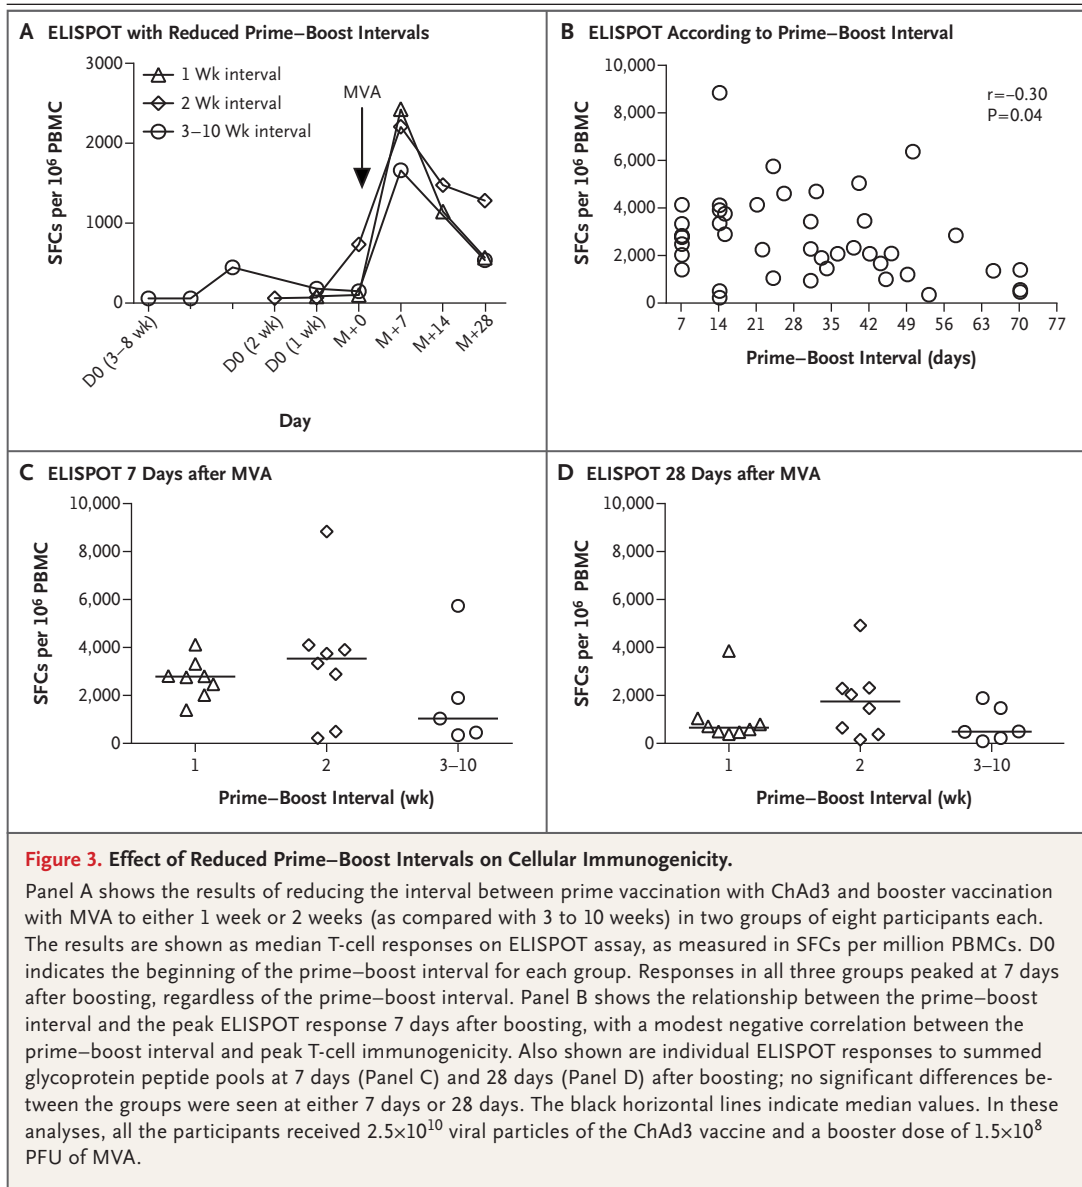 A ELISPOT with Reduced Prime–Boost Intervals
3000
2000
1000
0
SFCs per 10⁶ PBMC
1 Wk interval
2 Wk interval
3–10 Wk interval
MVA
D0 (3–8 wk)
D0 (2 wk)
D0 (1 wk)
M+0
M+7
M+14
M+28
Day
B ELISPOT According to Prime–Boost Interval
10,000
8,000
6,000
4,000
2,000
0
SFCs per 10⁶ PBMC
r=–0.30
P=0.04
7 14 21 28 35 42 49 56 63 70 77
Prime–Boost Interval (days)
C ELISPOT 7 Days after MVA
10,000
8,000
6,000
4,000
2,000
0
SFCs per 10⁶ PBMC
1 2 3–10
Prime–Boost Interval (wk)
D ELISPOT 28 Days after MVA
10,000
8,000
6,000
4,000
2,000
0
SFCs per 10⁶ PBMC
1 2 3–10
Prime–Boost Interval (wk)
Figure 3. Effect of Reduced Prime–Boost Intervals on Cellular Immunogenicity.
Panel A shows the results of reducing the interval between prime vaccination with ChAd3 and booster vaccination
with MVA to either 1 week or 2 weeks (as compared with 3 to 10 weeks) in two groups of eight participants each.
The results are shown as median T-cell responses on ELISPOT assay, as measured in SFCs per million PBMCs. D0
indicates the beginning of the prime–boost interval for each group. Responses in all three groups peaked at 7 days
after boosting, regardless of the prime–boost interval. Panel B shows the relationship between the prime–boost
interval and the peak ELISPOT response 7 days after boosting, with a modest negative correlation between the
prime–boost interval and peak T-cell immunogenicity. Also shown are individual ELISPOT responses to summed
glycoprotein peptide pools at 7 days (Panel C) and 28 days (Panel D) after boosting; no significant differences be-
tween the groups were seen at either 7 days or 28 days. The black horizontal lines indicate median values. In these
analyses, all the participants received 2.5×10¹⁰ viral particles of the ChAd3 vaccine and a booster dose of 1.5×10⁸
PFU of MVA.